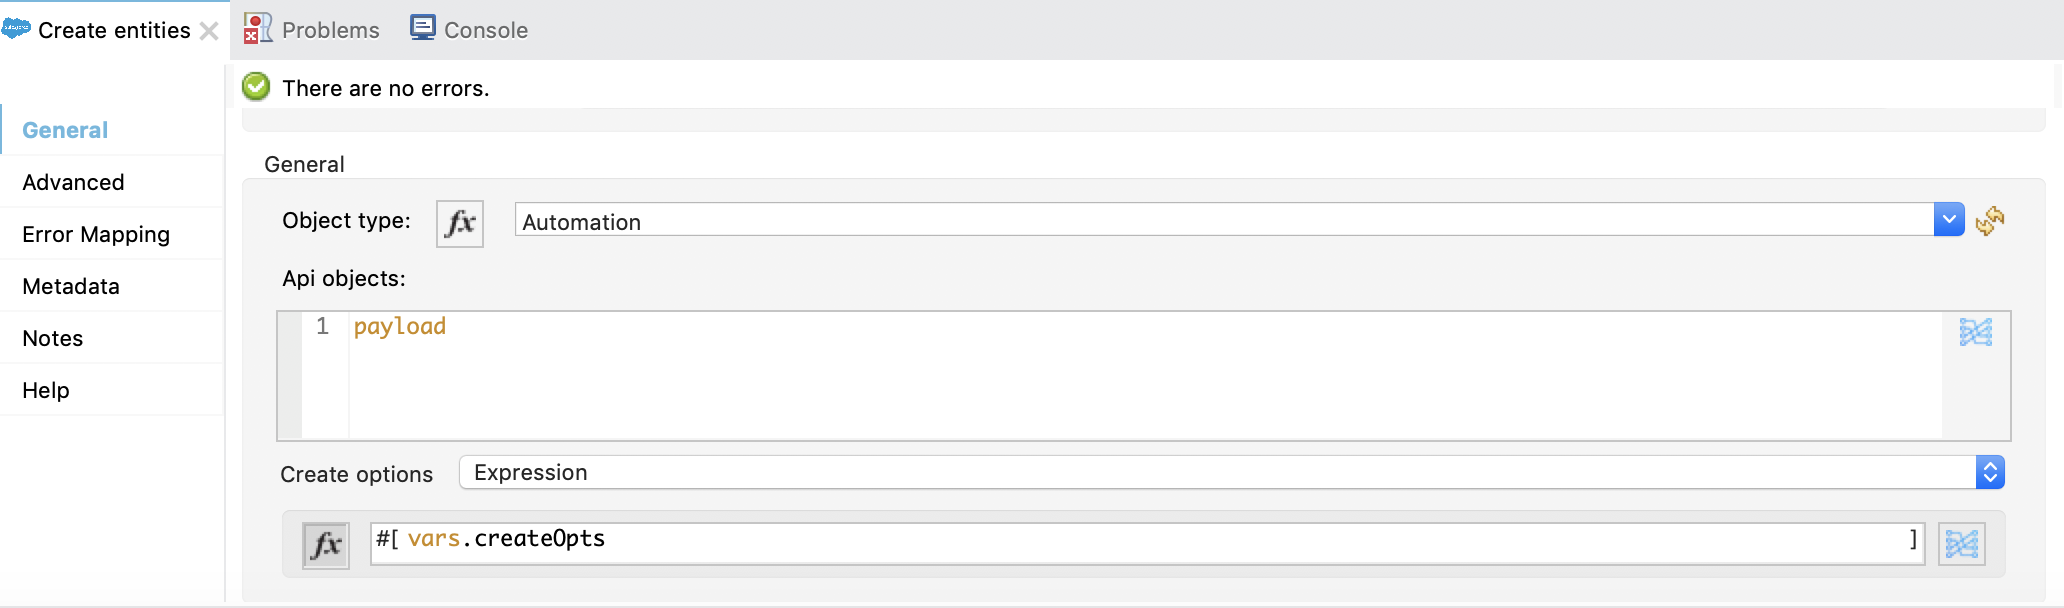 Create entities
Problems
Console
There are no errors.
General
Advanced
Error Mapping
Metadata
Notes
Help
General
Object type:
fx
Automation
Api objects:
1 payload
Create options
Expression
fx
#[ vars.createOpts ]